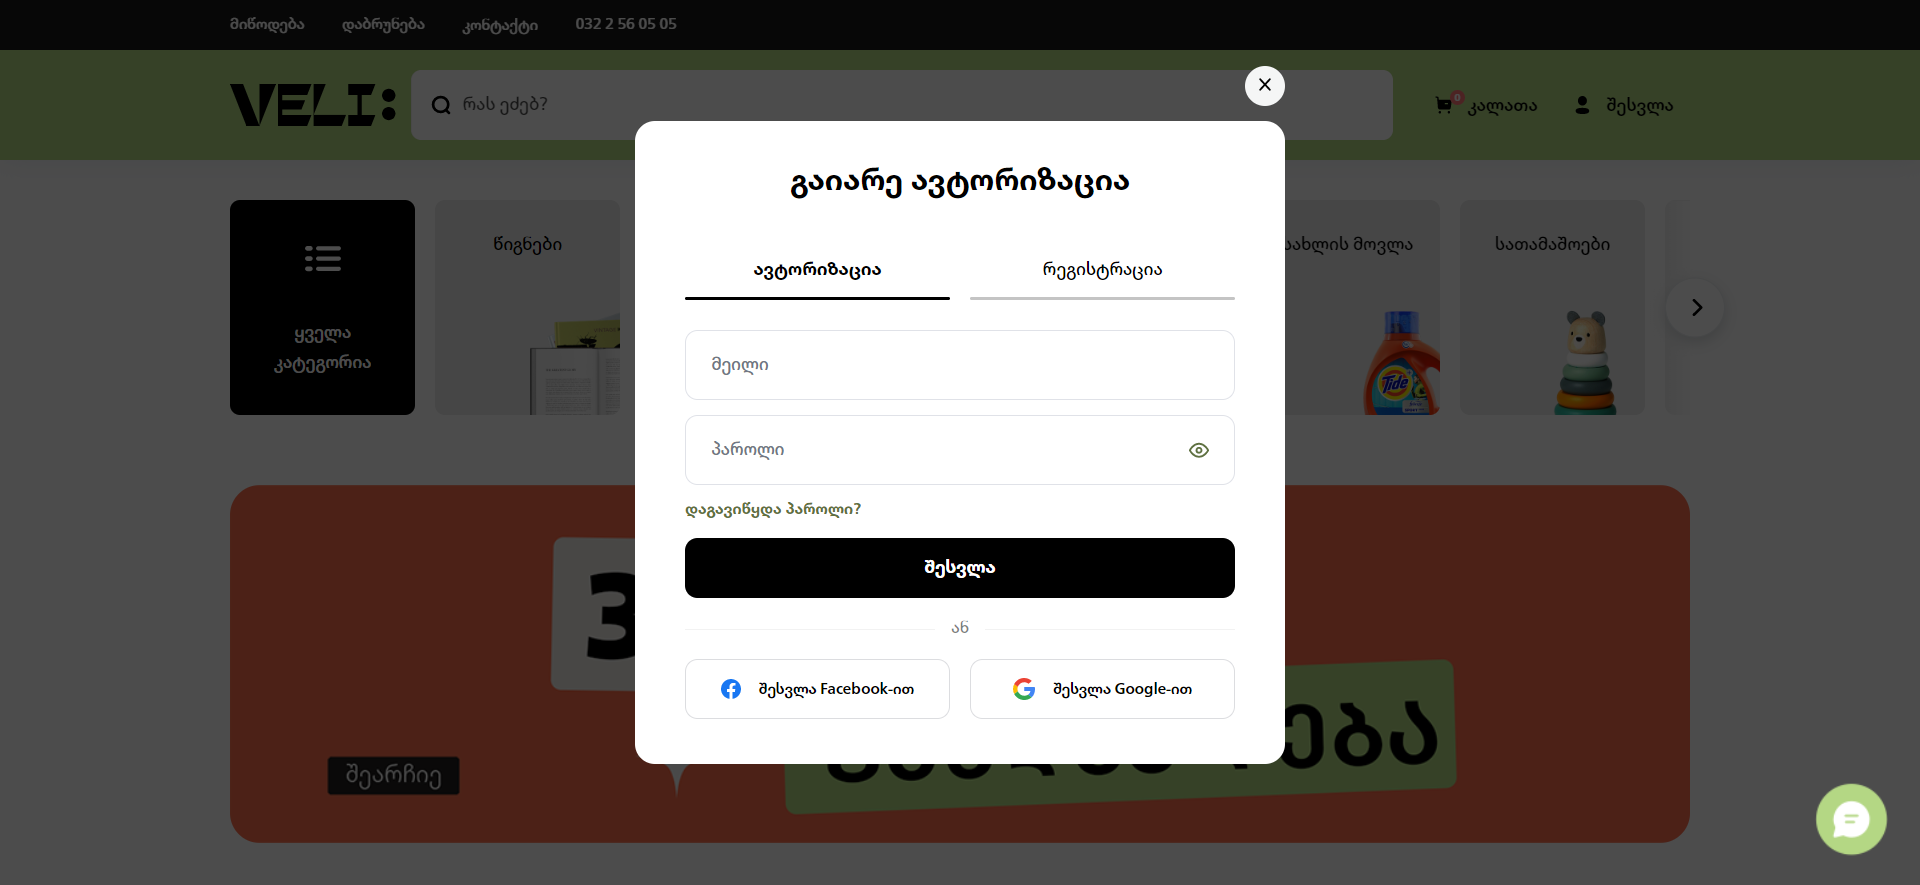 მიწოდება
დაბრუნება
კონტაქტი
032 2 56 05 05
VELI:
რას ეძებ?
0
კალათა
შესვლა
ყველა
კატეგორია
წიგნები
სახლის მოვლა
სათამაშოები
Tide
გაიარე ავტორიზაცია
ავტორიზაცია
რეგისტრაცია
მეილი
პაროლი
დაგავიწყდა პაროლი?
შესვლა
ან
შესვლა Facebook-ით
შესვლა Google-ით
შეარჩიე